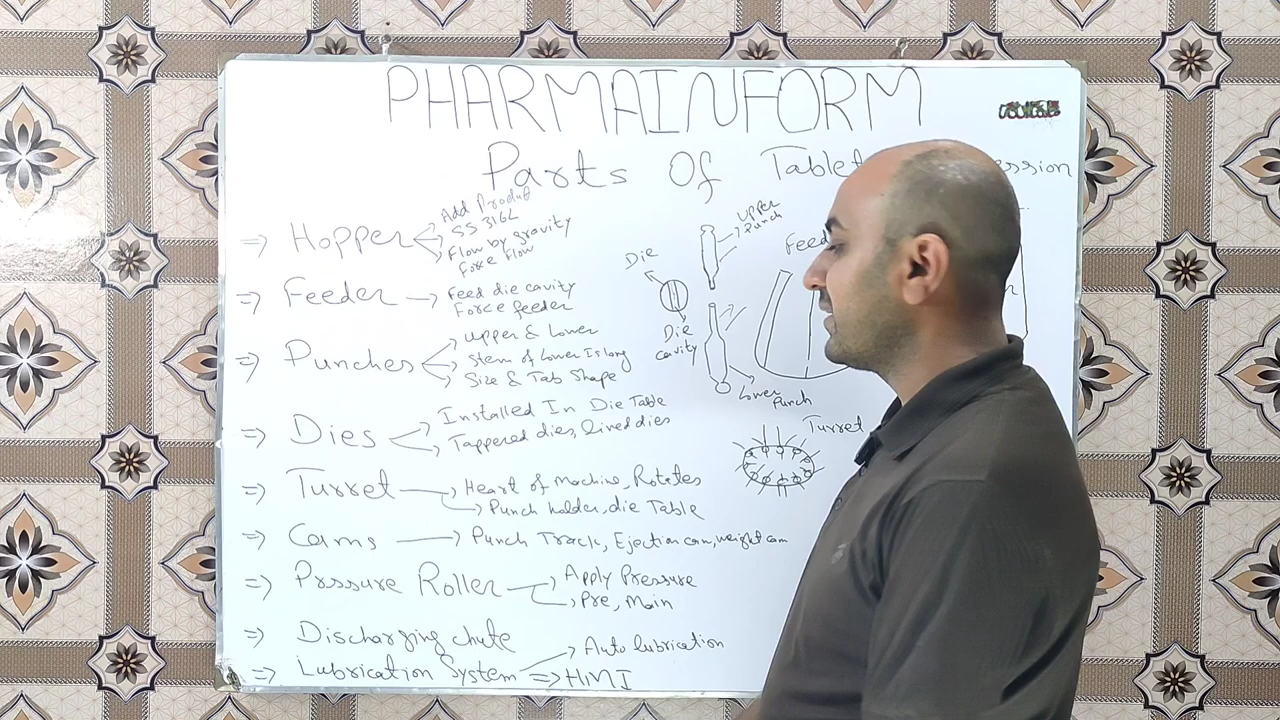 PHARMAINFORM
Parts Of Tablet ession
=> Hopper
Add Product
SS 316L
Flow by gravity
Force flow
=> Feeder
Feed die cavity
Force feeder
=> Punches
Upper & Lower
Stem of Lower Is long
Size & Tab Shape
=> Dies
Installed In Die Table
Tappered dies, lined dies
=> Turret
Heart of Machine, Rotates
Punch holder, die Table
=> Cams
Punch Track, Ejection cam, weight cam
=> Prssure Roller
Apply Pressure
Pre, Main
=> Discharging chute
=> Lubrication System
Auto lubrication
=> HMI
Upper
Punch
Die
Die
cavity
Lower
Punch
Feed
Turret